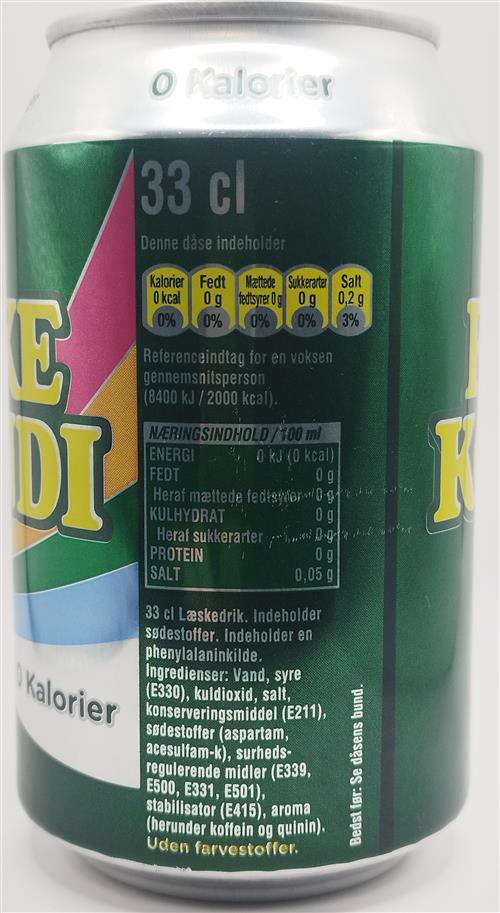 0 Kalorier
33 cl
Denne dåse indeholder
Kalorier 0 kcal 0%
Fedt 0 g 0%
Mættede fedtsyrer 0 g 0%
Sukkerarter 0 g 0%
Salt 0,2 g 3%
Referenceindtag for en voksen
gennemsnitsperson
(8400 kJ / 2000 kcal).
NÆRINGSINDHOLD / 100 ml
ENERGI 0 kJ (0 kcal)
FEDT 0 g
Heraf mættede fedtsyrer 0 g
KULHYDRAT 0 g
Heraf sukkerarter 0 g
PROTEIN 0 g
SALT 0,05 g
33 cl Læskedrik. Indeholder
sødestoffer. Indeholder en
phenylalaninkilde.
Ingredienser: Vand, syre
(E330), kuldioxid, salt,
konserveringsmiddel (E211),
sødestoffer (aspartam,
acesulfam-k), surheds-
regulerende midler (E339,
E500, E331, E501),
stabilisator (E415), aroma
(herunder koffein og quinin).
Uden farvestoffer.
Bedst før: Se dåsens bund.
KE
DI
0 Kalorier
K